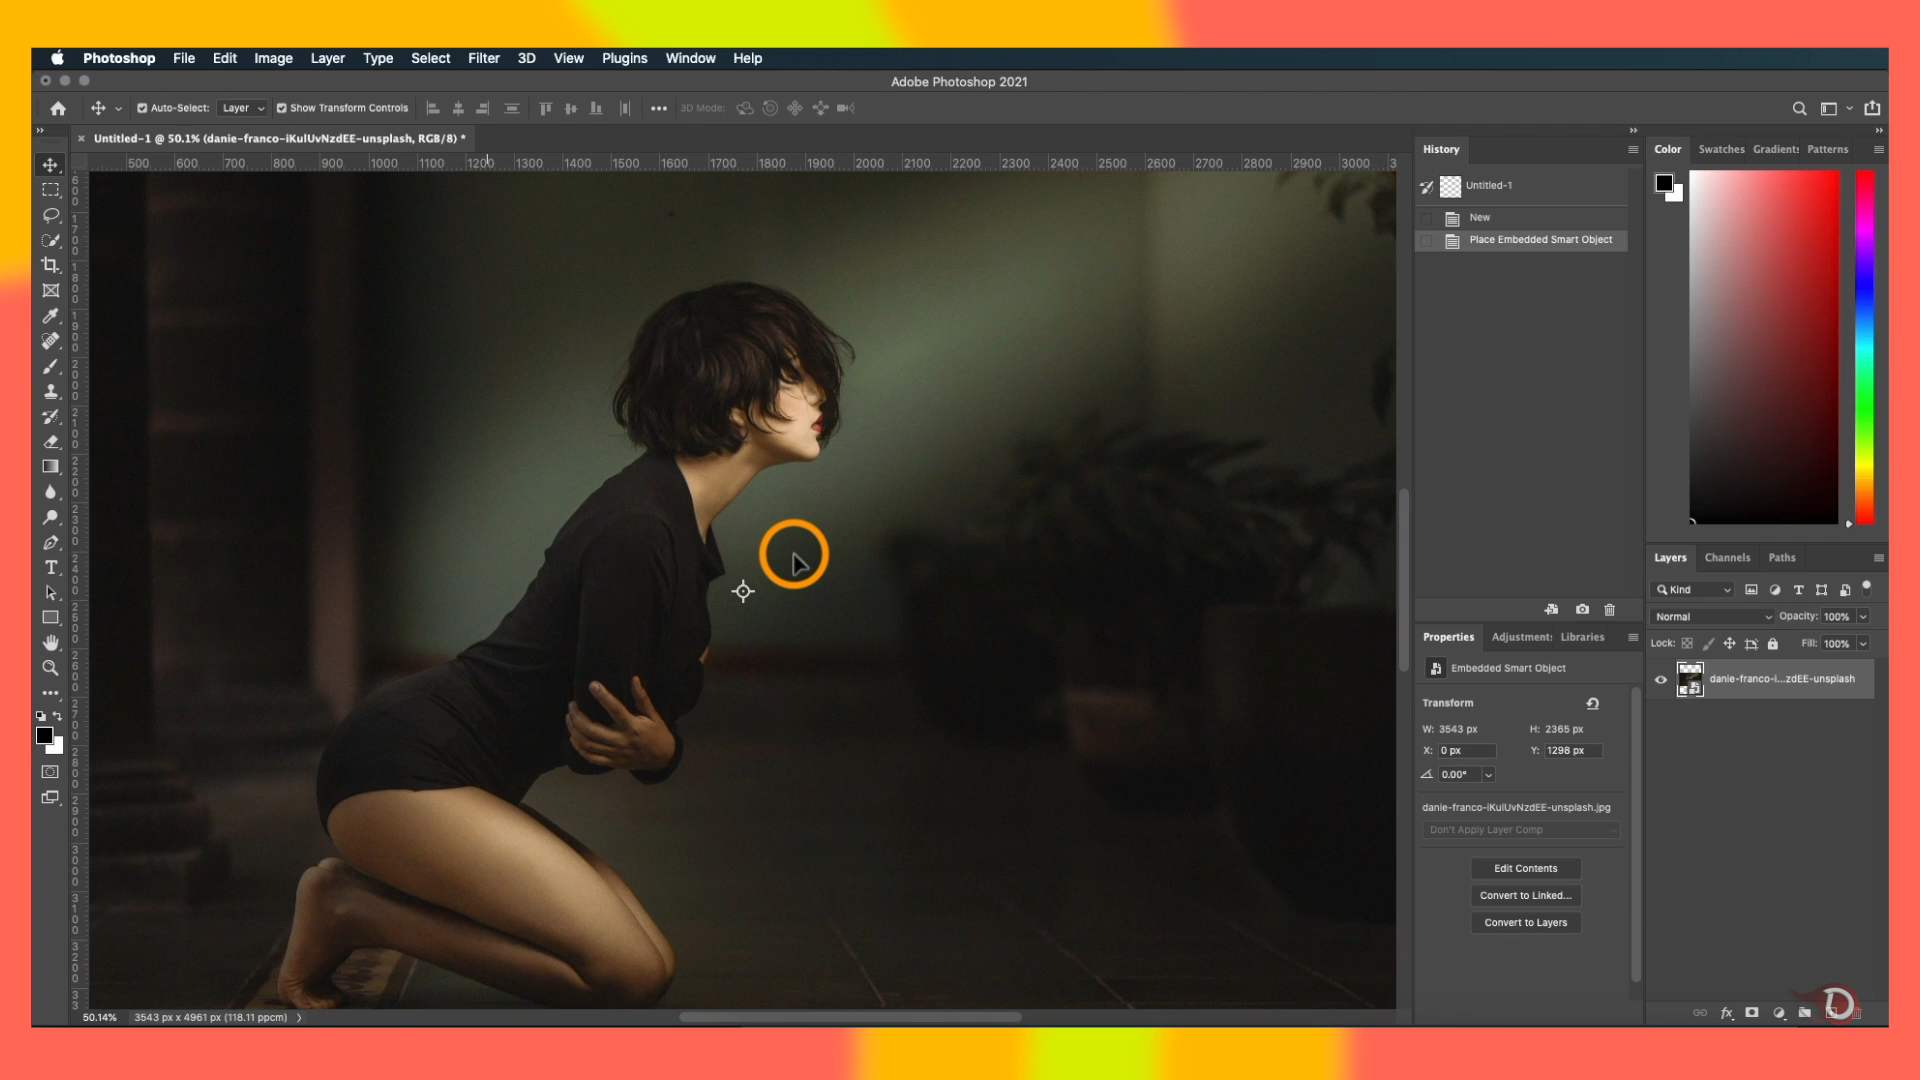 Photoshop File Edit Image Layer Type Select Filter 3D View Plugins Window Help
Adobe Photoshop 2021
Auto-Select: Layer Show Transform Controls 3D Mode:
Untitled-1 @ 50.1% (danie-franco-iKulUvNzdEE-unsplash, RGB/8) *
500 600 700 800 900 1000 1100 1200 1300 1400 1500 1600 1700 1800 1900 2000 2100 2200 2300 2400 2500 2600 2700 2800 2900 3000 3
History
Untitled-1
New
Place Embedded Smart Object
Color Swatches Gradients Patterns
Layers Channels Paths
Kind
Normal Opacity: 100%
Lock: Fill: 100%
danie-franco-i...zdEE-unsplash
Properties Adjustments Libraries
Embedded Smart Object
Transform
W: 3543 px H: 2365 px
X: 0 px Y: 1298 px
0.00°
danie-franco-iKulUvNzdEE-unsplash.jpg
Don't Apply Layer Comp
Edit Contents
Convert to Linked...
Convert to Layers
50.14% 3543 px x 4961 px (118.11 ppcm)
fx
D